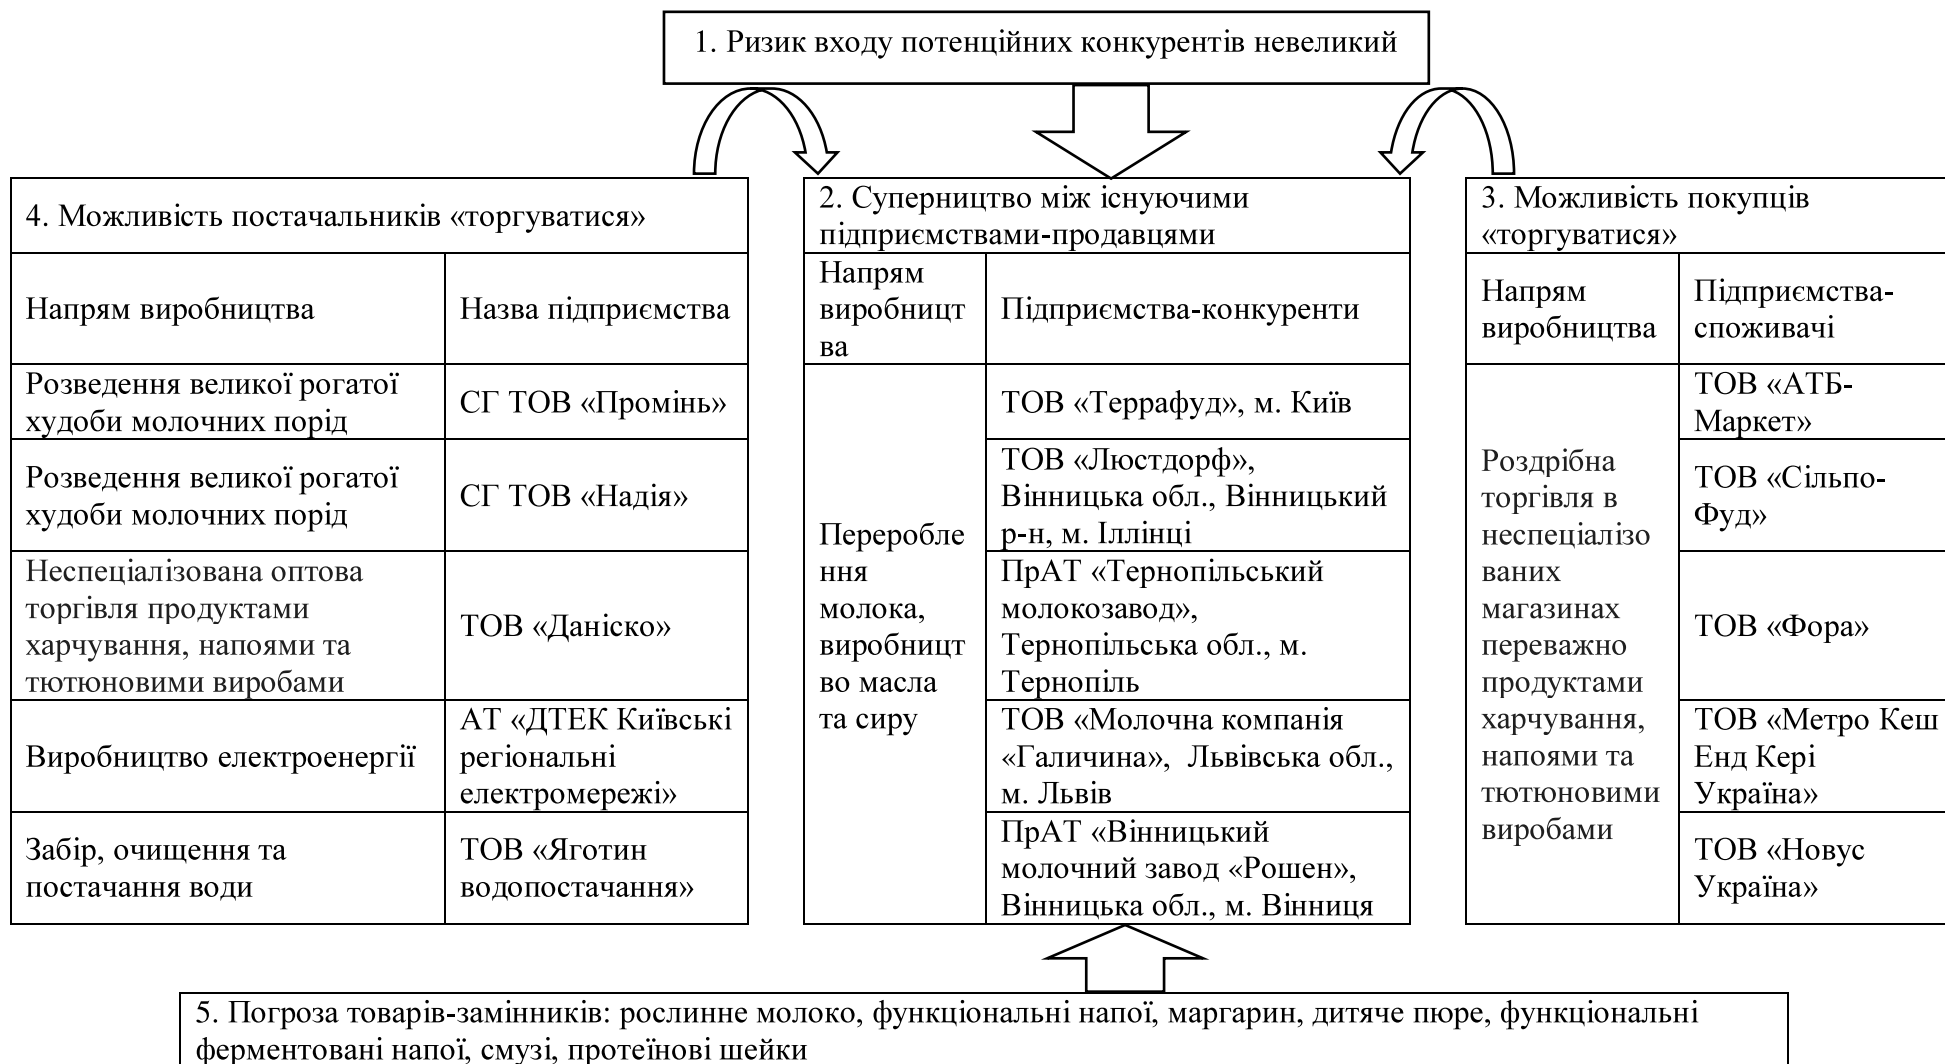 1. Ризик входу потенційних конкурентів невеликий
4. Можливість постачальників «торгуватися»
Напрям виробництва
Назва підприємства
Розведення великої рогатої
худоби молочних порід
СГ ТОВ «Промінь»
Розведення великої рогатої
худоби молочних порід
СГ ТОВ «Надія»
Неспеціалізована оптова
торгівля продуктами
харчування, напоями та
тютюновими виробами
ТОВ «Даніско»
Виробництво електроенергії
АТ «ДТЕК Київські
регіональні
електромережі»
Забір, очищення та
постачання води
ТОВ «Яготин
водопостачання»
2. Суперництво між існуючими
підприємствами-продавцями
Напрям
виробницт
ва
Підприємства-конкуренти
Переробле
ння
молока,
виробницт
во масла
та сиру
ТОВ «Террафуд», м. Київ
ТОВ «Люстдорф»,
Вінницька обл., Вінницький
р-н, м. Іллінці
ПрАТ «Тернопільський
молокозавод»,
Тернопільська обл., м.
Тернопіль
ТОВ «Молочна компанія
«Галичина», Львівська обл.,
м. Львів
ПрАТ «Вінницький
молочний завод «Рошен»,
Вінницька обл., м. Вінниця
3. Можливість покупців
«торгуватися»
Напрям
виробництва
Підприємства-
споживачі
Роздрібна
торгівля в
неспеціалізо
ваних
магазинах
переважно
продуктами
харчування,
напоями та
тютюновими
виробами
ТОВ «АТБ-
Маркет»
ТОВ «Сільпо-
Фуд»
ТОВ «Фора»
ТОВ «Метро Кеш
Енд Кері
Україна»
ТОВ «Новус
Україна»
5. Погроза товарів-замінників: рослинне молоко, функціональні напої, маргарин, дитяче пюре, функціональні
ферментовані напої, смузі, протеїнові шейки